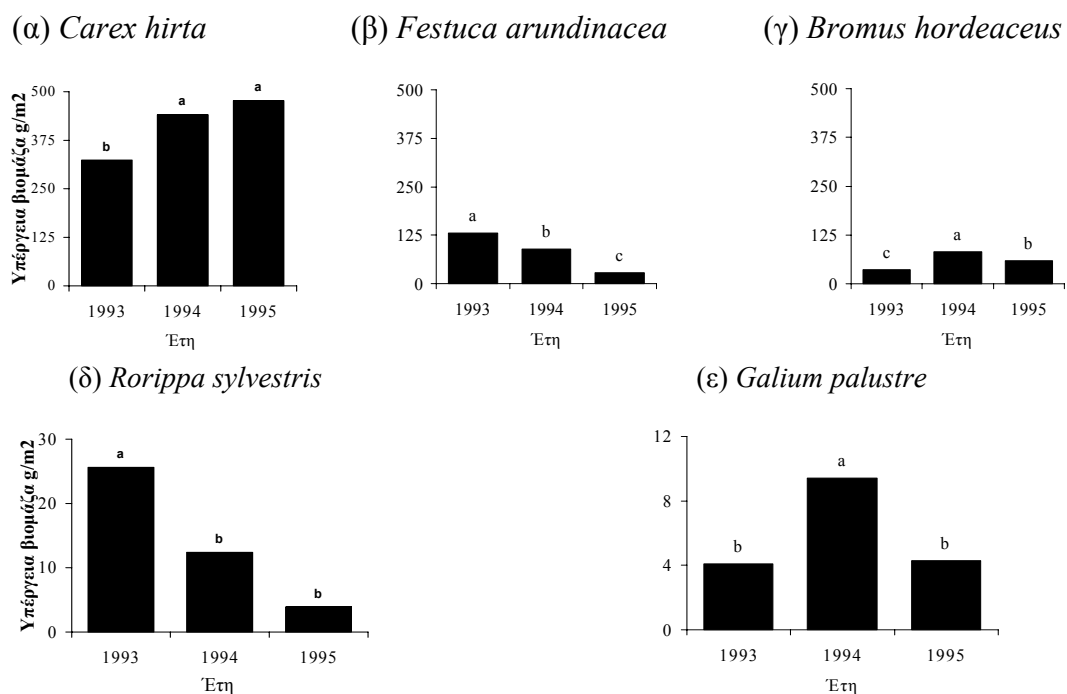 (α) Carex hirta
Υπέργεια βιομάζα g/m2
500
375
250
125
0
b
a
a
1993 1994 1995
Έτη
(β) Festuca arundinacea
500
375
250
125
0
a
b
c
1993 1994 1995
Έτη
(γ) Bromus hordeaceus
500
375
250
125
0
c
a
b
1993 1994 1995
Έτη
(δ) Rorippa sylvestris
Υπέργεια βιομάζα g/m2
30
20
10
0
a
b
b
1993 1994 1995
Έτη
(ε) Galium palustre
12
8
4
0
b
a
b
1993 1994 1995
Έτη